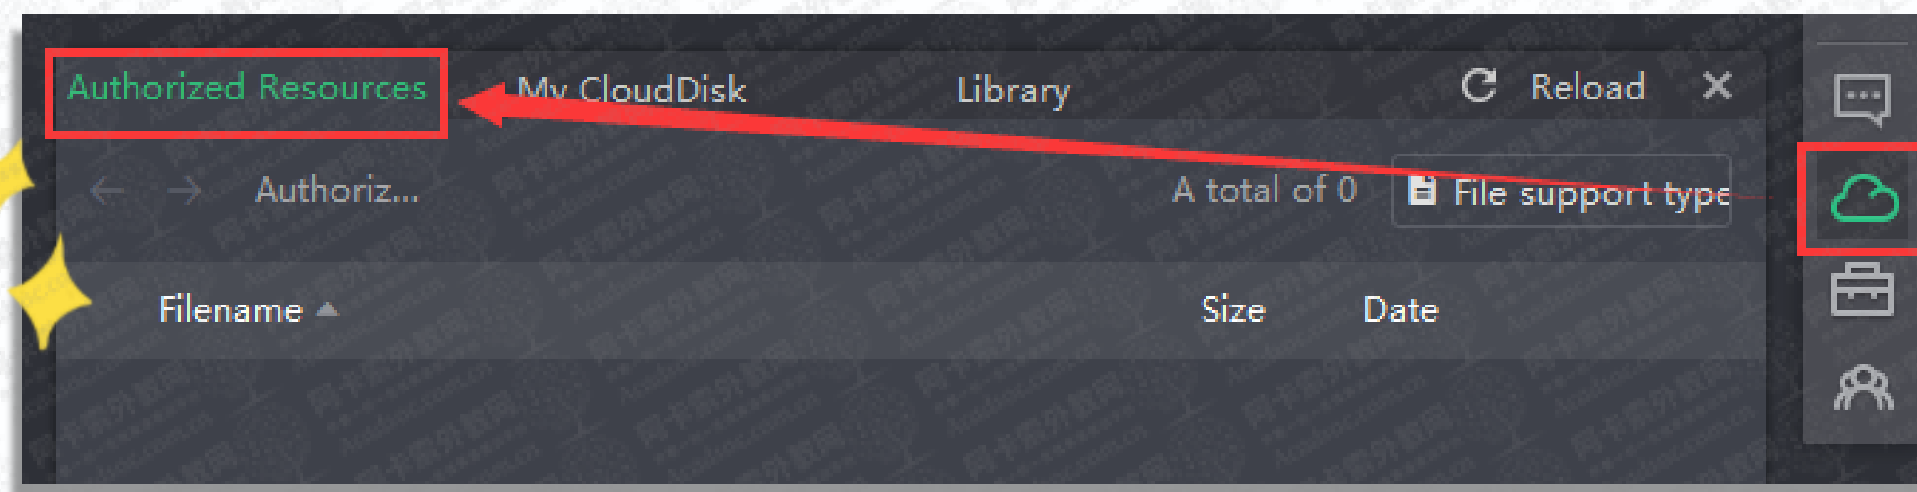 Authorized Resources My CloudDisk Library Reload
Authoriz... A total of 0 File support type
Filename Size Date